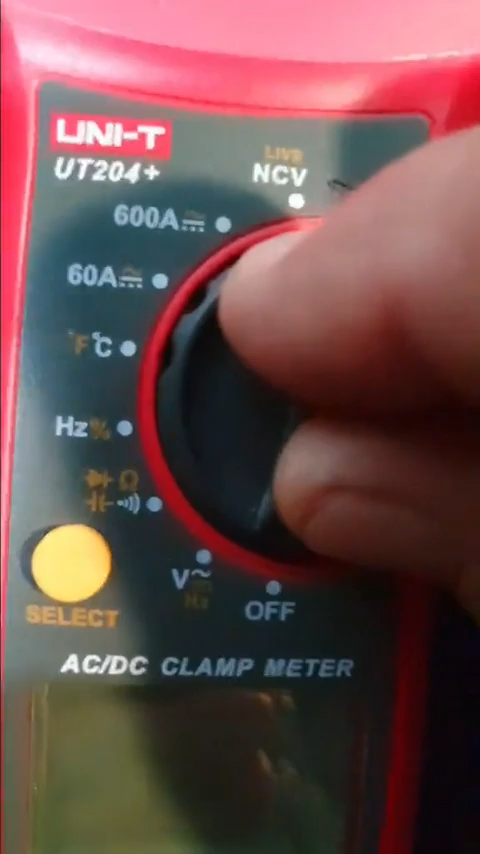 UNI-T
UT204+
LIVE
NCV
600A
60A
°F°C
Hz%
Ω
V~
Hz
OFF
SELECT
AC/DC CLAMP METER